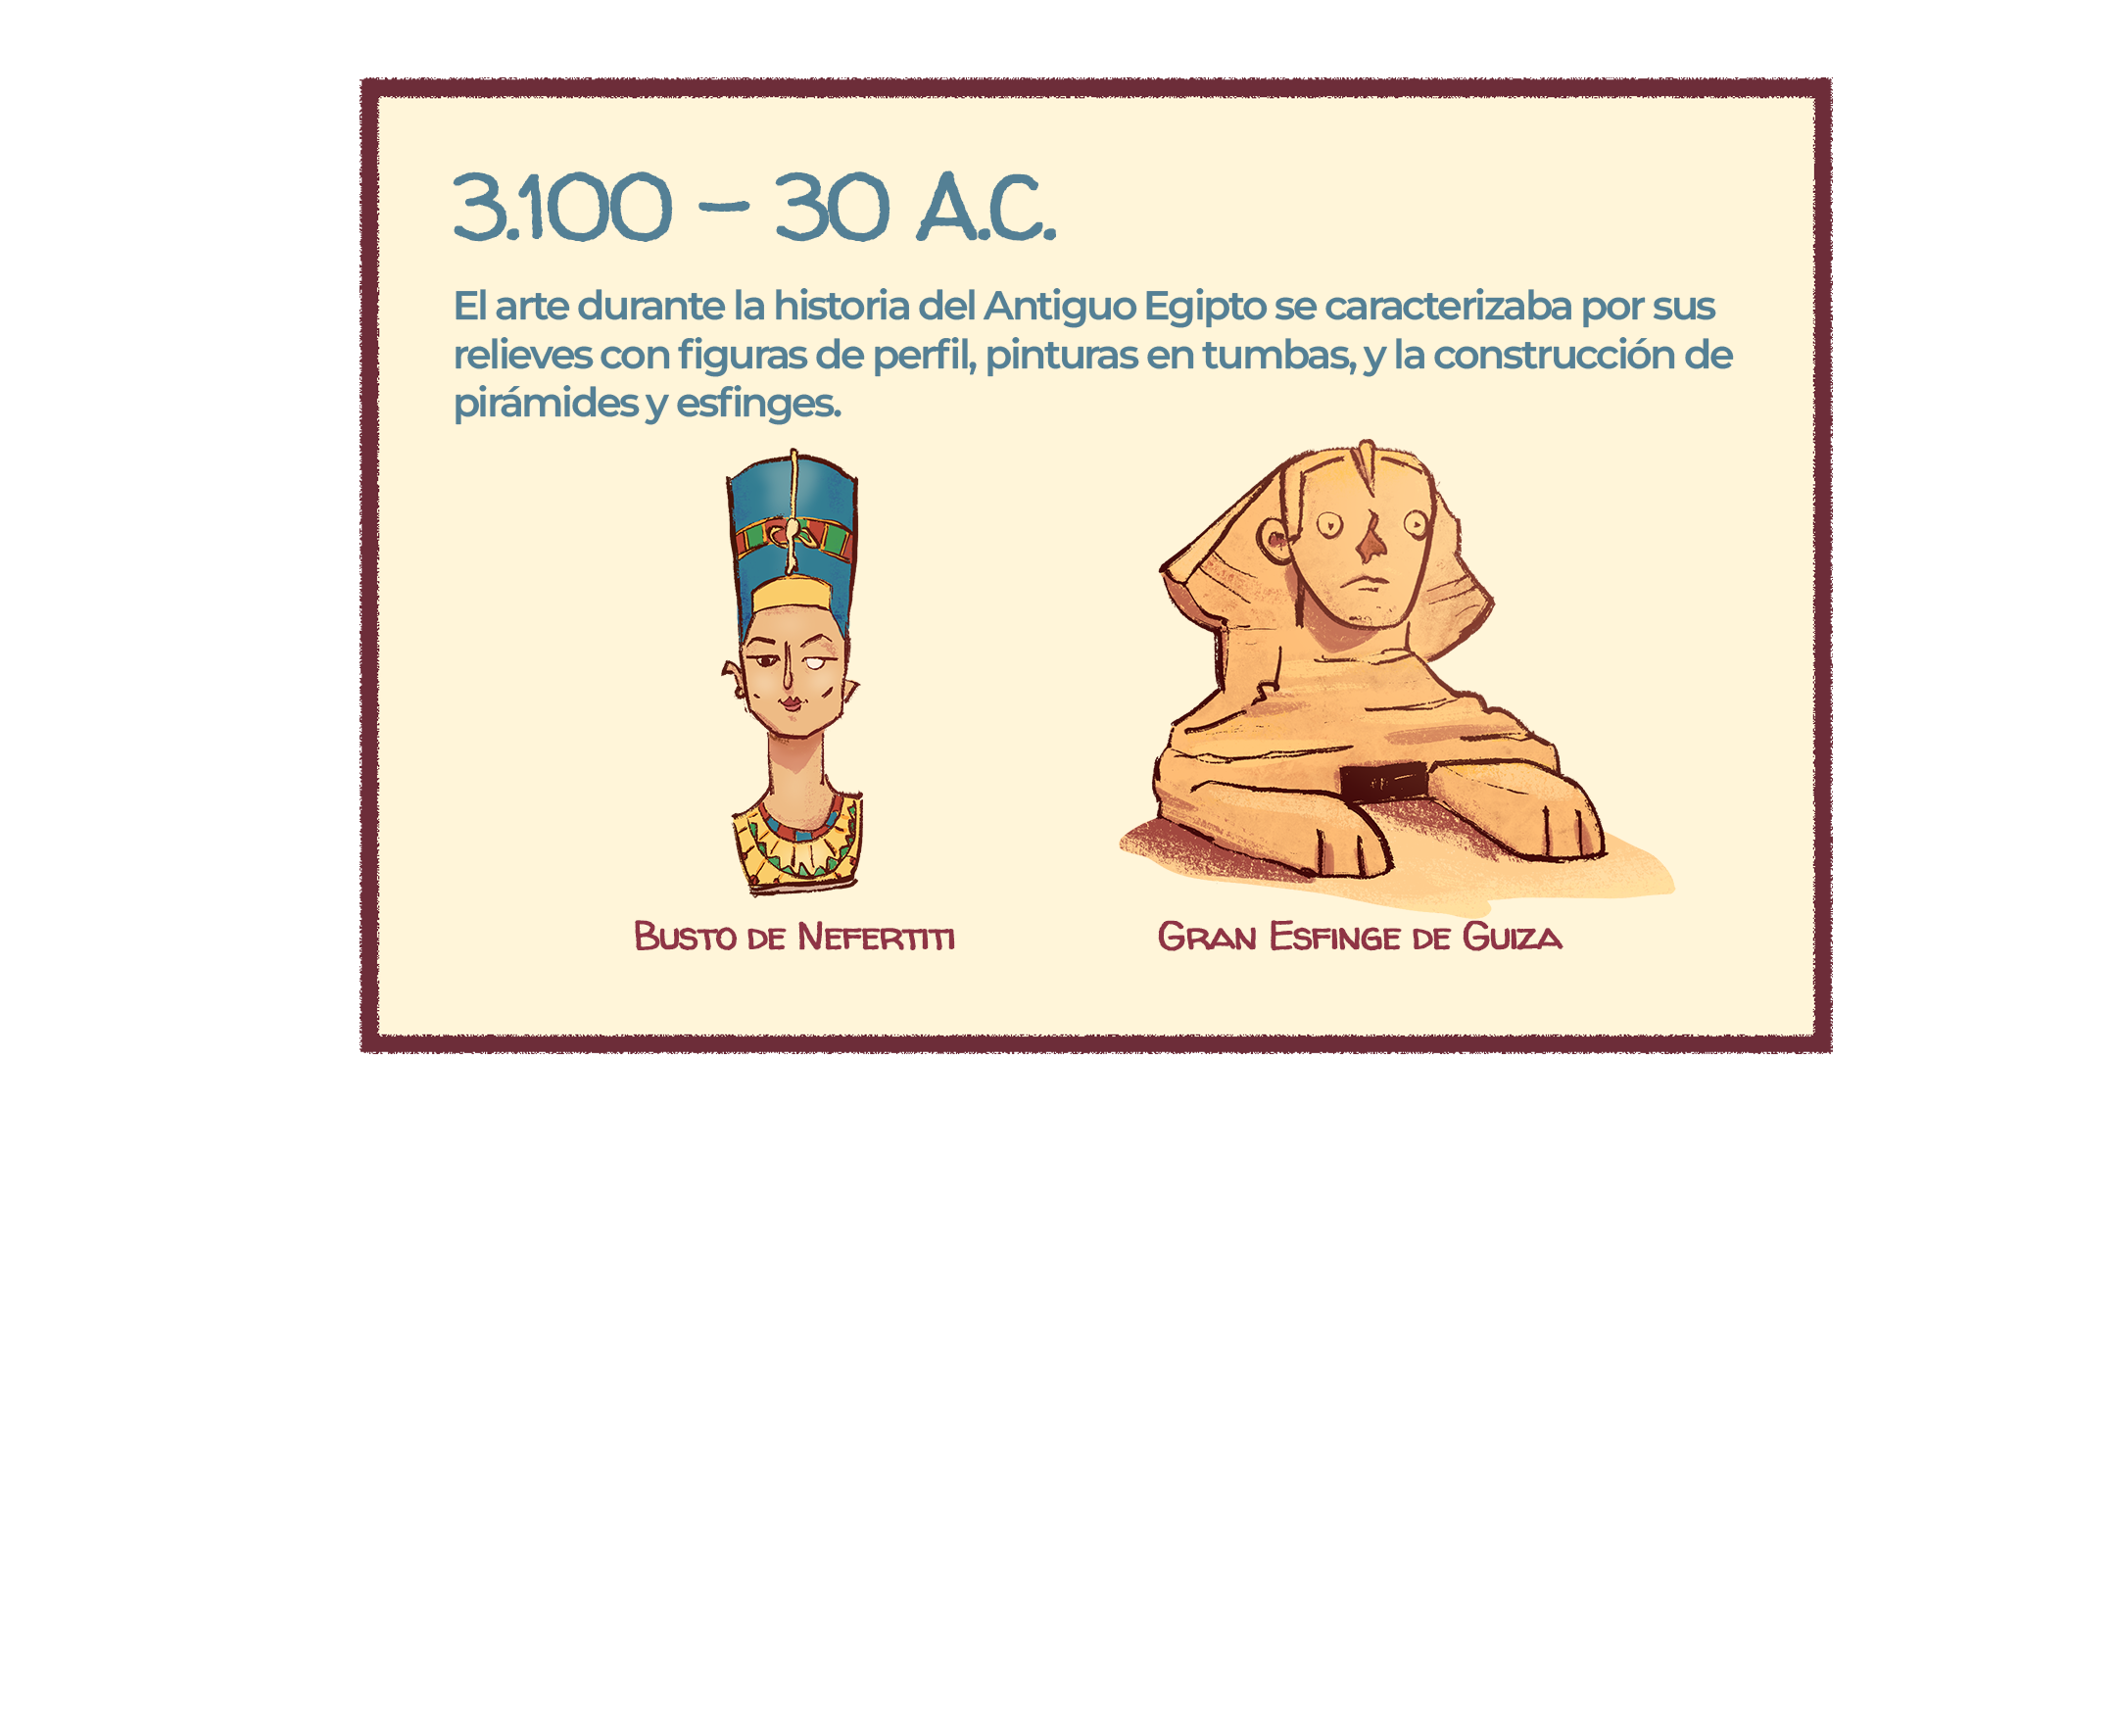 3.100 – 30 A.C.
El arte durante la historia del Antiguo Egipto se caracterizaba por sus
relieves con figuras de perfil, pinturas en tumbas, y la construcción de
pirámides y esfinges.
Busto de Nefertiti
Gran Esfinge de Guiza